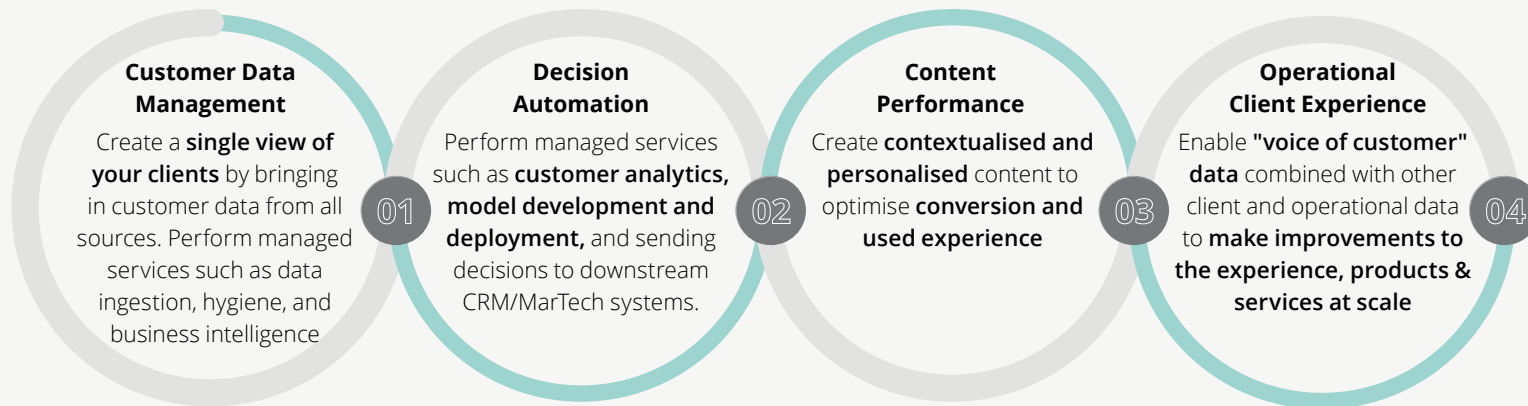 Customer Data
Management
Create a single view of
your clients by bringing
in customer data from all
sources. Perform managed
services such as data
ingestion, hygiene, and
business intelligence
01
Decision
Automation
Perform managed services
such as customer analytics,
model development and
deployment, and sending
decisions to downstream
CRM/MarTech systems.
02
Content
Performance
Create contextualised and
personalised content to
optimise conversion and
used experience
03
Operational
Client Experience
Enable "voice of customer"
data combined with other
client and operational data
to make improvements to
the experience, products &
services at scale
04